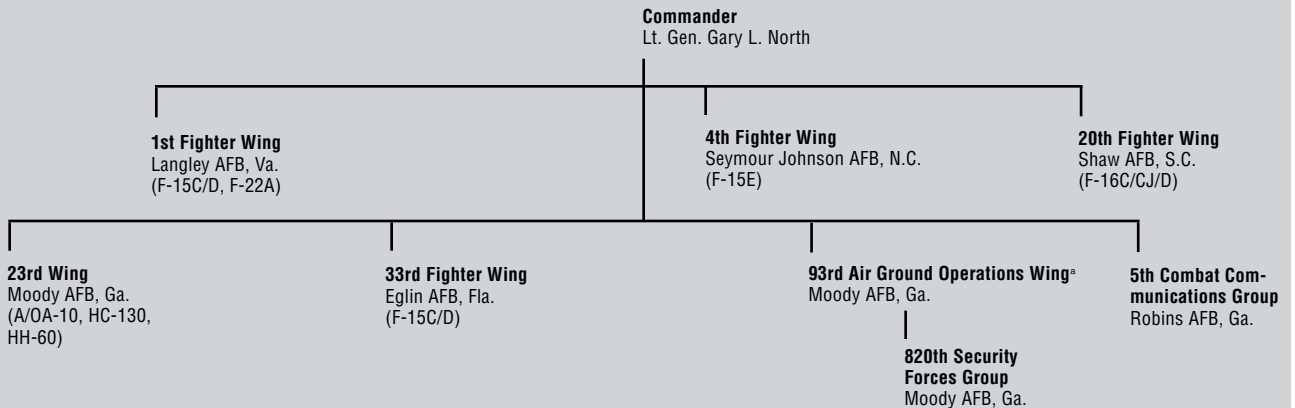 Commander
Lt. Gen. Gary L. North
1st Fighter Wing
Langley AFB, Va.
(F-15C/D, F-22A)
4th Fighter Wing
Seymour Johnson AFB, N.C.
(F-15E)
20th Fighter Wing
Shaw AFB, S.C.
(F-16C/CJ/D)
23rd Wing
Moody AFB, Ga.
(A/OA-10, HC-130,
HH-60)
33rd Fighter Wing
Eglin AFB, Fla.
(F-15C/D)
93rd Air Ground Operations Wingᵃ
Moody AFB, Ga.
820th Security
Forces Group
Moody AFB, Ga.
5th Combat Com-
munications Group
Robins AFB, Ga.